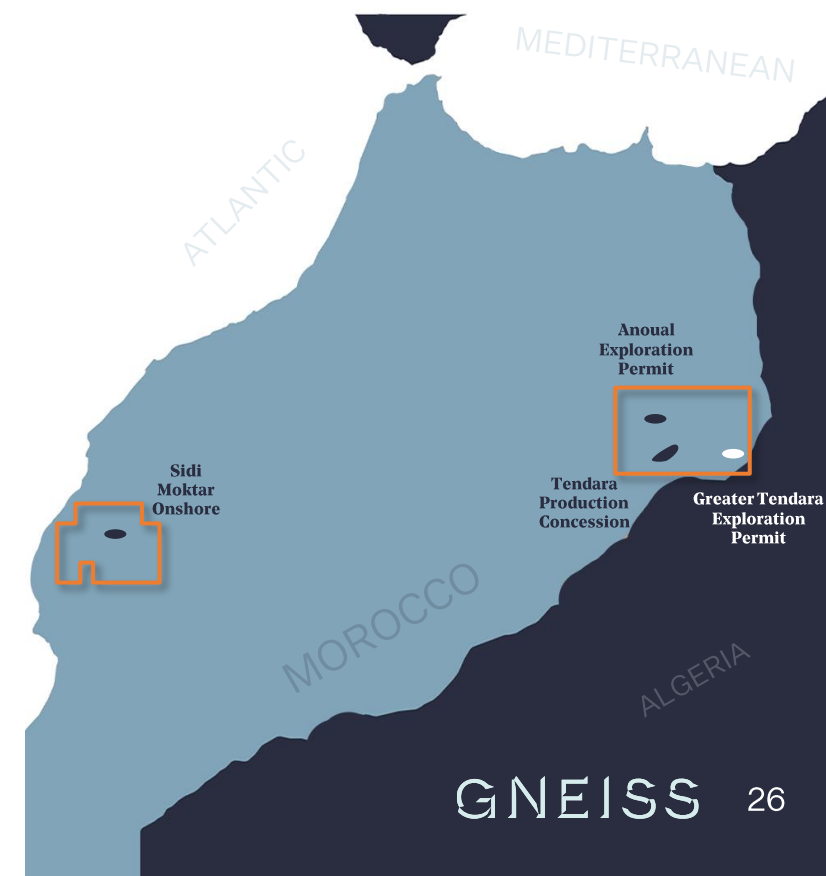 MEDITERRANEAN
ATLANTIC
Anoual
Exploration
Permit
Sidi
Moktar
Onshore
Tendara
Production
Concession
Greater Tendara
Exploration
Permit
MOROCCO
ALGERIA
GNEISS 26